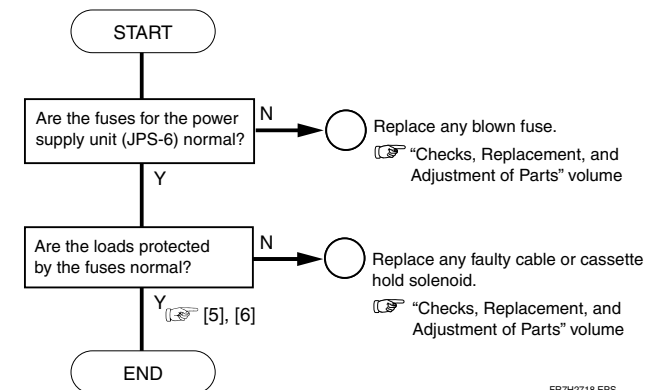 START
Are the fuses for the power
supply unit (JPS-6) normal?
N
Replace any blown fuse.
“Checks, Replacement, and
Adjustment of Parts” volume
Y
Are the loads protected
by the fuses normal?
N
Replace any faulty cable or cassette
hold solenoid.
“Checks, Replacement, and
Adjustment of Parts” volume
Y
[5], [6]
END
FR7H2718.EPS